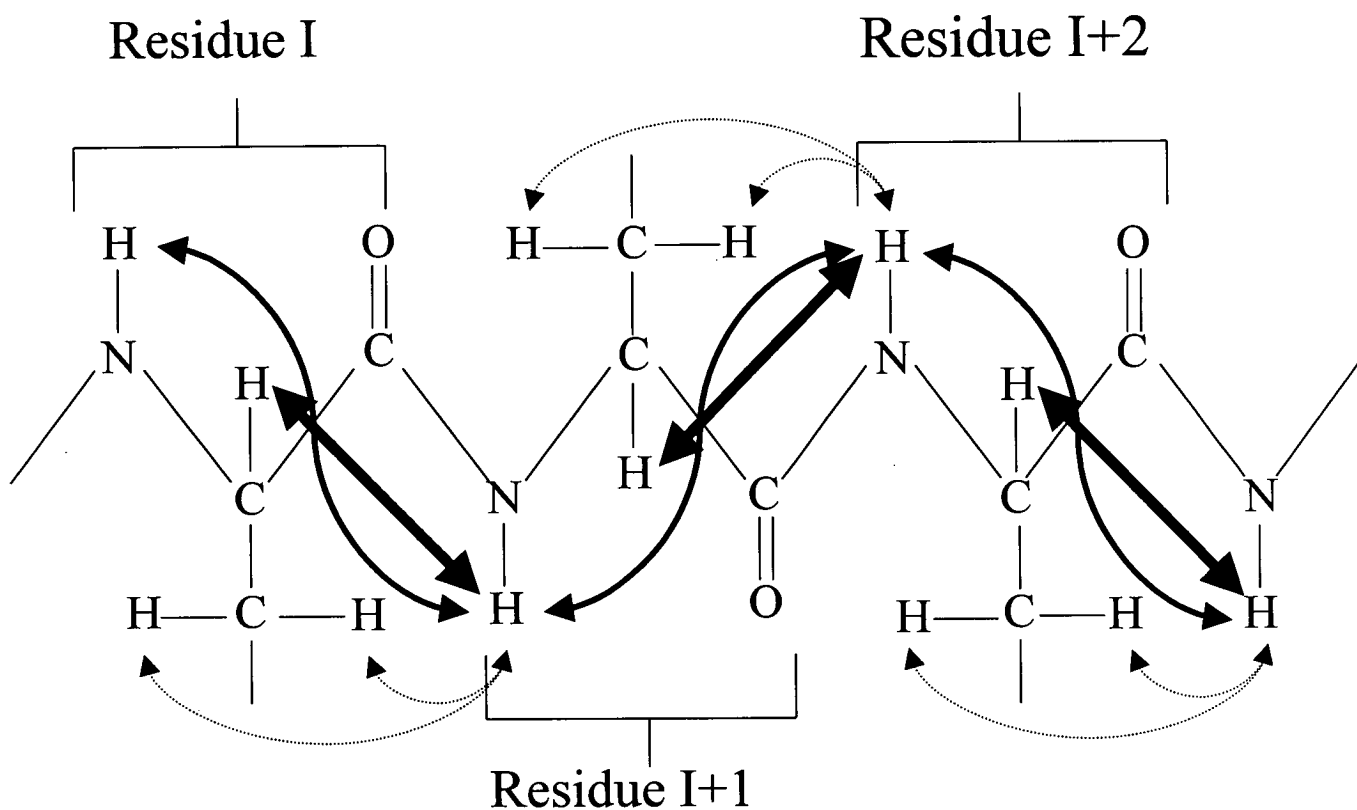 Residue I
Residue I+2
H O H C H H O
N H C C N H C
C N H C C N
H C H H O H C H H
Residue I+1